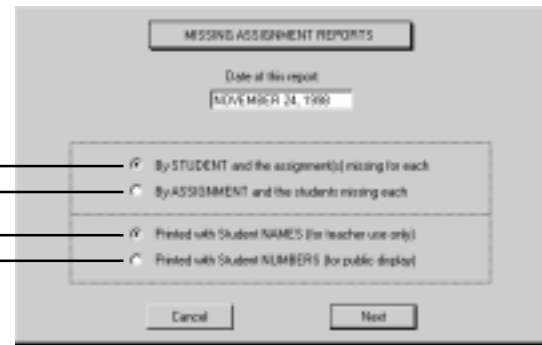 MISSING ASSIGNMENT REPORTS
Date of this report
NOVEMBER 24, 1998
By STUDENT and the assignment(s) missing for each
By ASSIGNMENT and the students missing each
Printed with Student NAMES (for teacher use only)
Printed with Student NUMBERS (for public display)
Cancel Next